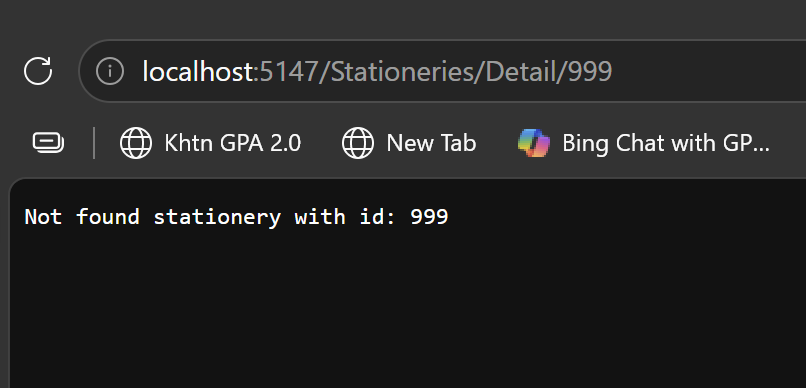 localhost:5147/Stationeries/Detail/999
Khtn GPA 2.0 New Tab Bing Chat with GP...
Not found stationery with id: 999